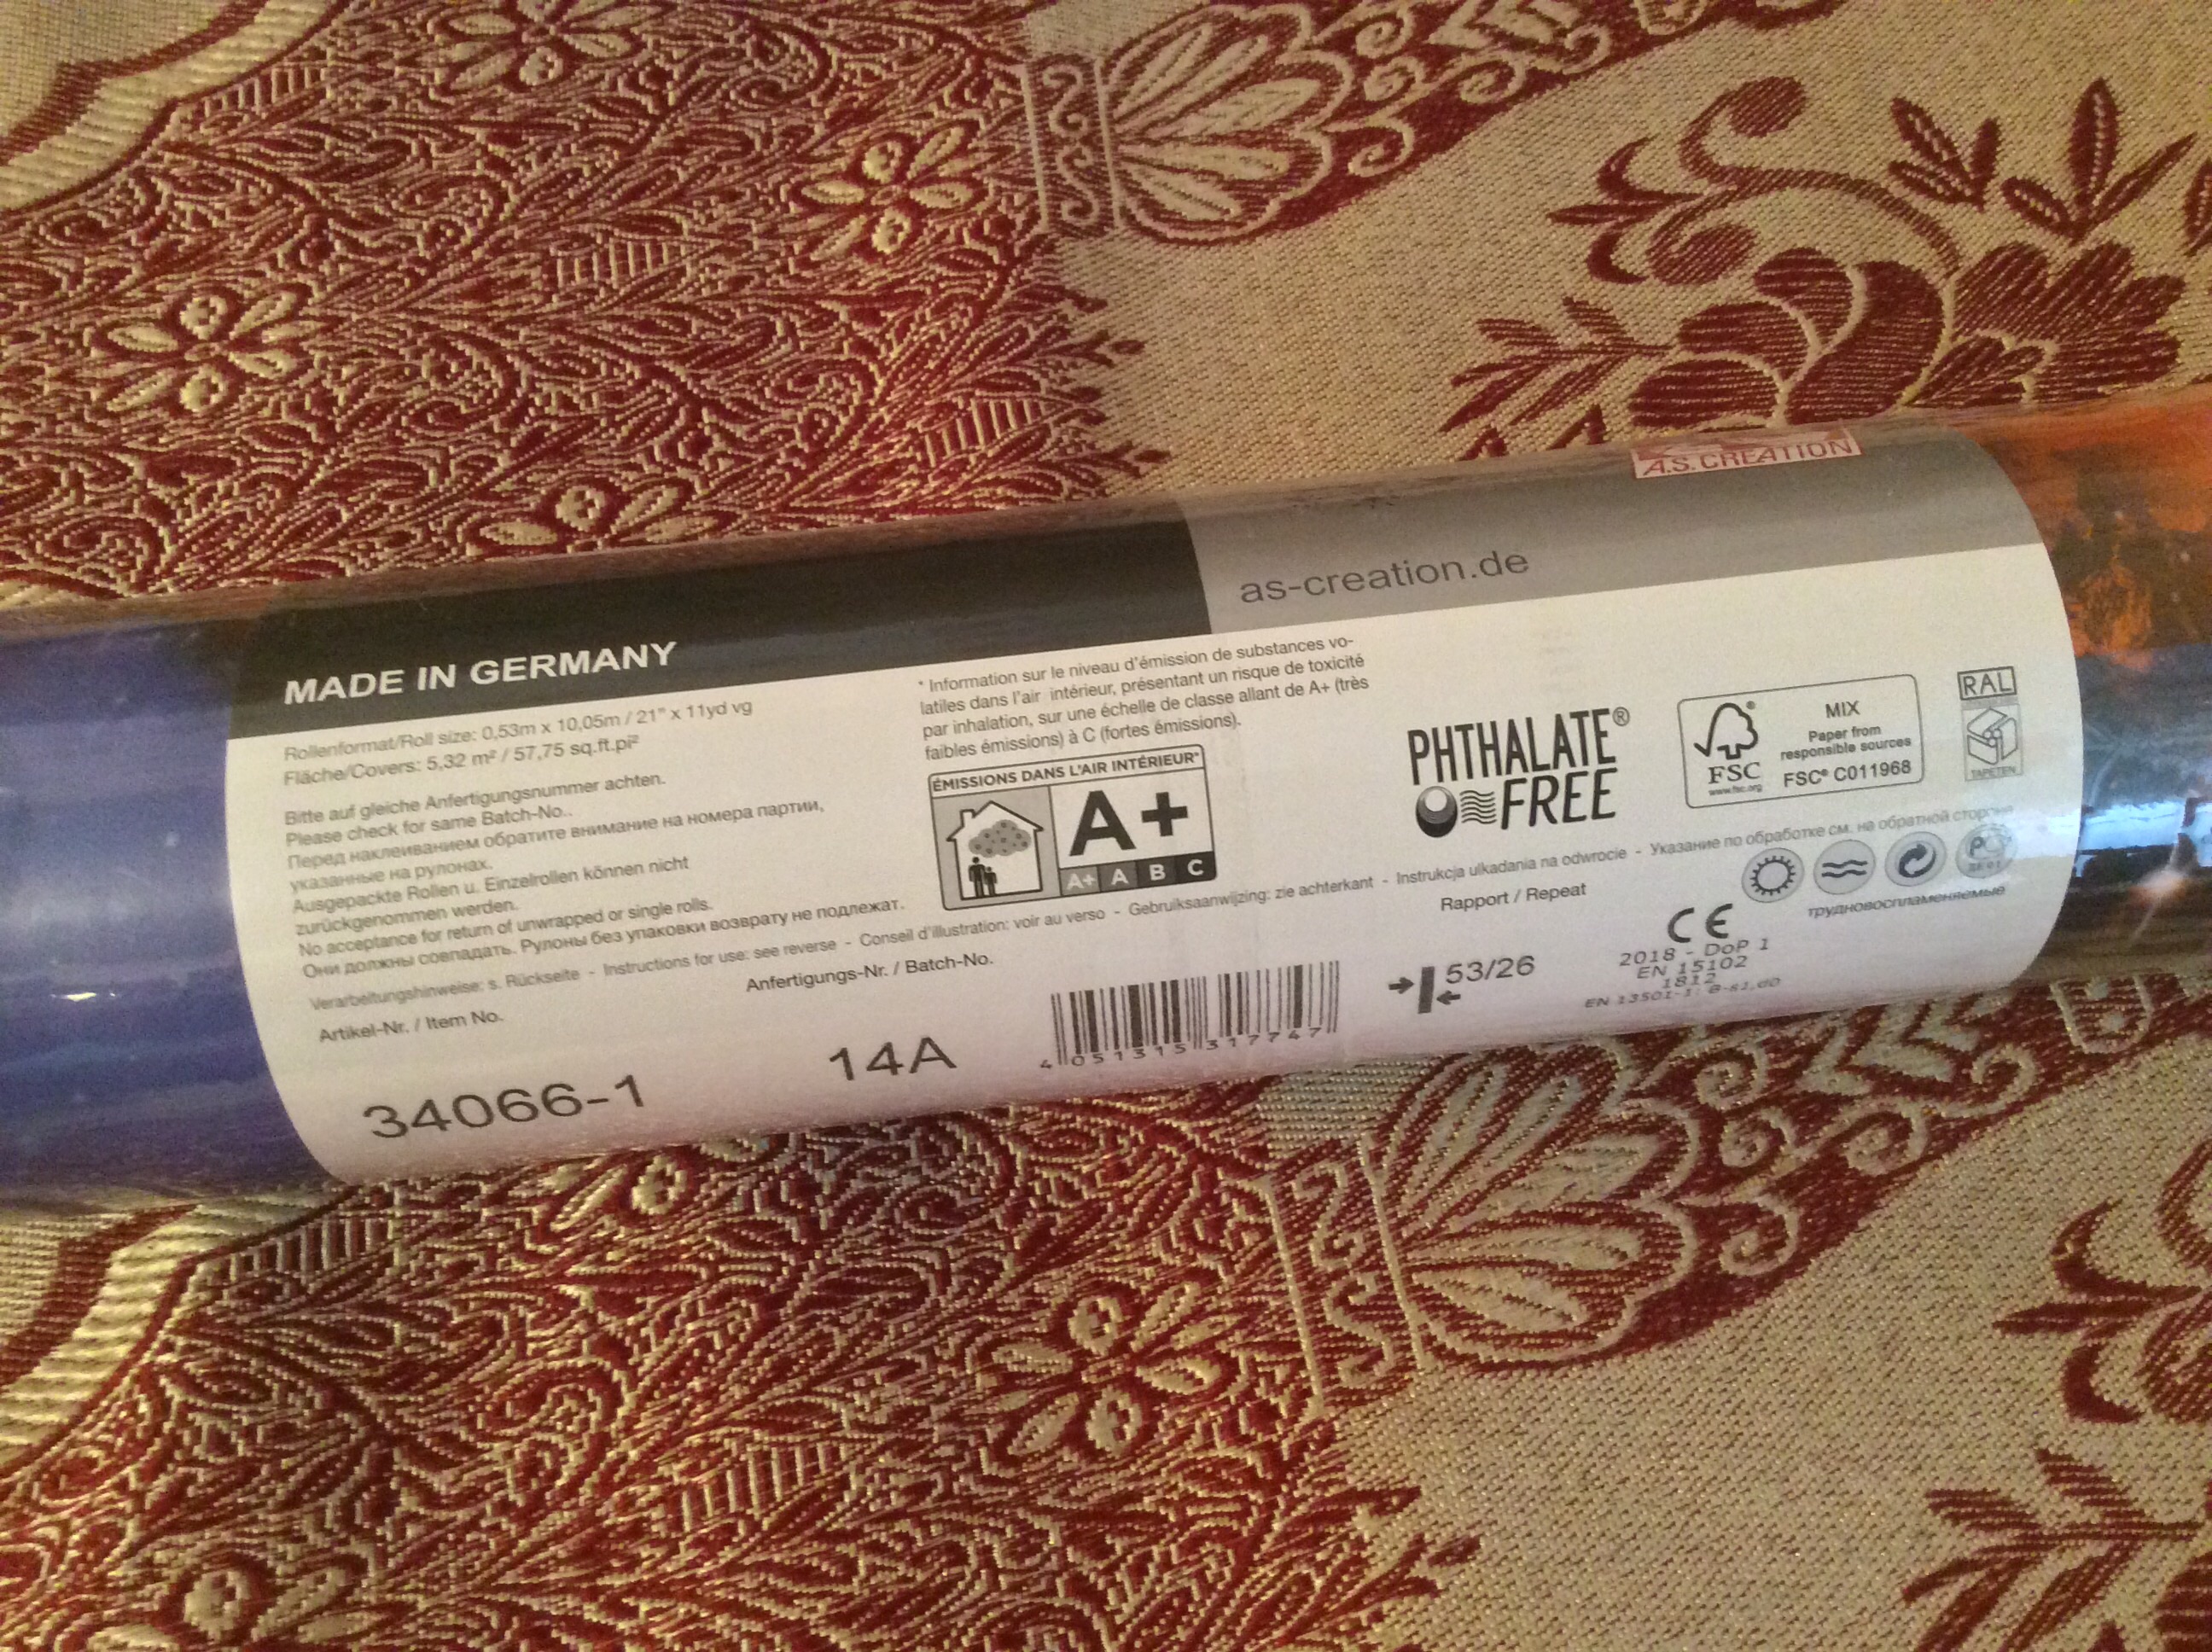 A.S. CREATION
as-creation.de
MADE IN GERMANY
Rollenformat/Roll size: 0,53m x 10,05m / 21" x 11yd vg
Fläche/Covers: 5,32 m² / 57,75 sq.ft.pi²
Bitte auf gleiche Anfertigungsnummer achten.
Please check for same Batch-No..
Перед наклеиванием обратите внимание на номера партии,
указанные на рулонах.
Ausgepackte Rollen u. Einzelrollen können nicht
zurückgenommen werden.
No acceptance for return of unwrapped or single rolls.
Они должны совпадать. Рулоны без упаковки возврату не подлежат.
* Information sur le niveau d'émission de substances vo-
latiles dans l'air intérieur, présentant un risque de toxicité
par inhalation, sur une échelle de classe allant de A+ (très
faibles émissions) à C (fortes émissions).
ÉMISSIONS DANS L'AIR INTÉRIEUR*
A+
A+ A B C
PHTHALATE®
FREE
FSC
www.fsc.org
MIX
Paper from
responsible sources
FSC® C011968
RAL
TAPETEN
Verarbeitungshinweise: s. Rückseite - Instructions for use: see reverse - Conseil d'illustration: voir au verso - Gebruiksaanwijzing: zie achterkant - Instrukcja ulkadania na odwrocie - Указание по обработке см. на обратной стороне
трудновоспламеняемые
Artikel-Nr. / Item No.
34066-1
Anfertigungs-Nr. / Batch-No.
14A
4 051315 317747
Rapport / Repeat
53/26
CE
2018 - DoP 1
EN 15102
1812
EN 13501-1: